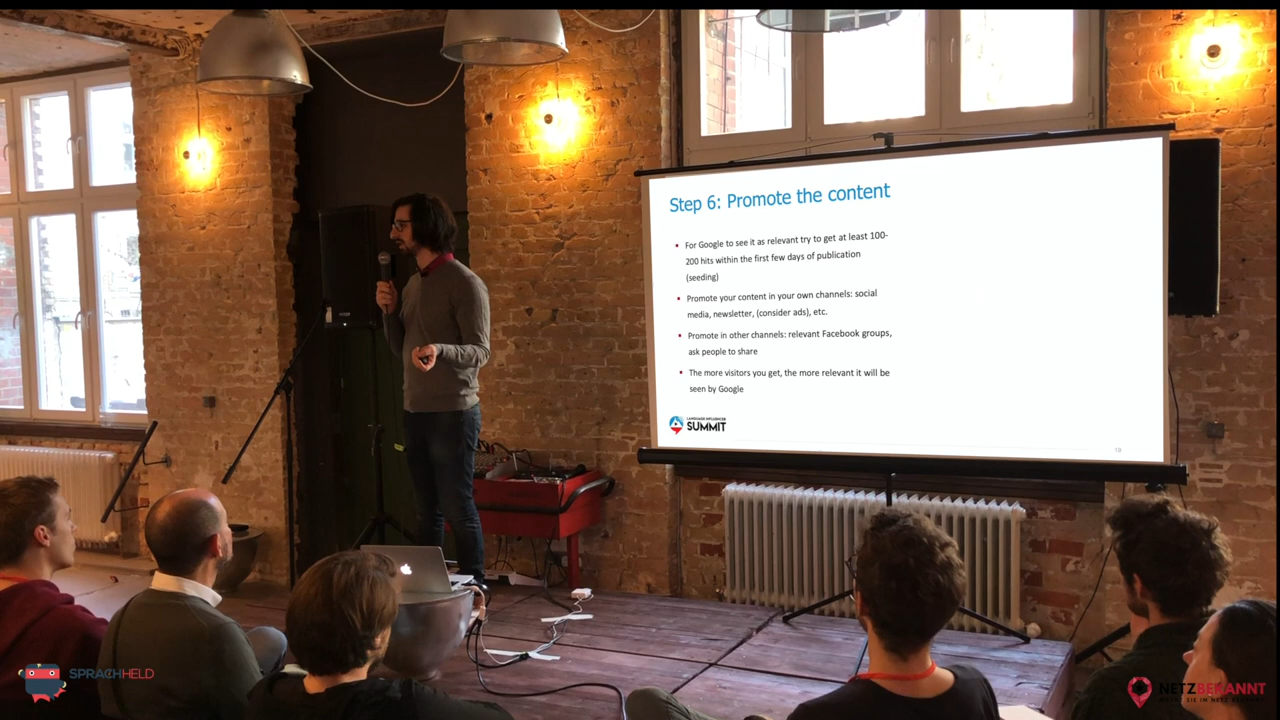 Step 6: Promote the content
For Google to see it as relevant try to get at least 100-
200 hits within the first few days of publication
(seeding)
Promote your content in your own channels: social
media, newsletter, (consider ads), etc.
Promote in other channels: relevant Facebook groups,
ask people to share
The more visitors you get, the more relevant it will be
seen by Google
LANGUAGE INFLUENCER
SUMMIT
SPRACHHELD
NETZBEKANNT